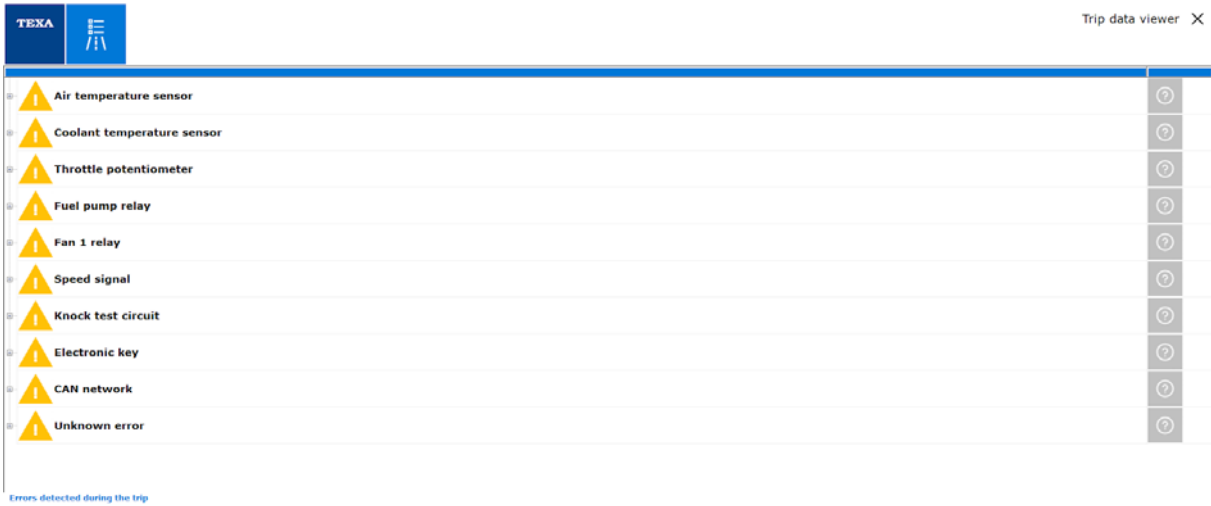 TEXA
Trip data viewer
Air temperature sensor
Coolant temperature sensor
Throttle potentiometer
Fuel pump relay
Fan 1 relay
Speed signal
Knock test circuit
Electronic key
CAN network
Unknown error
Errors detected during the trip